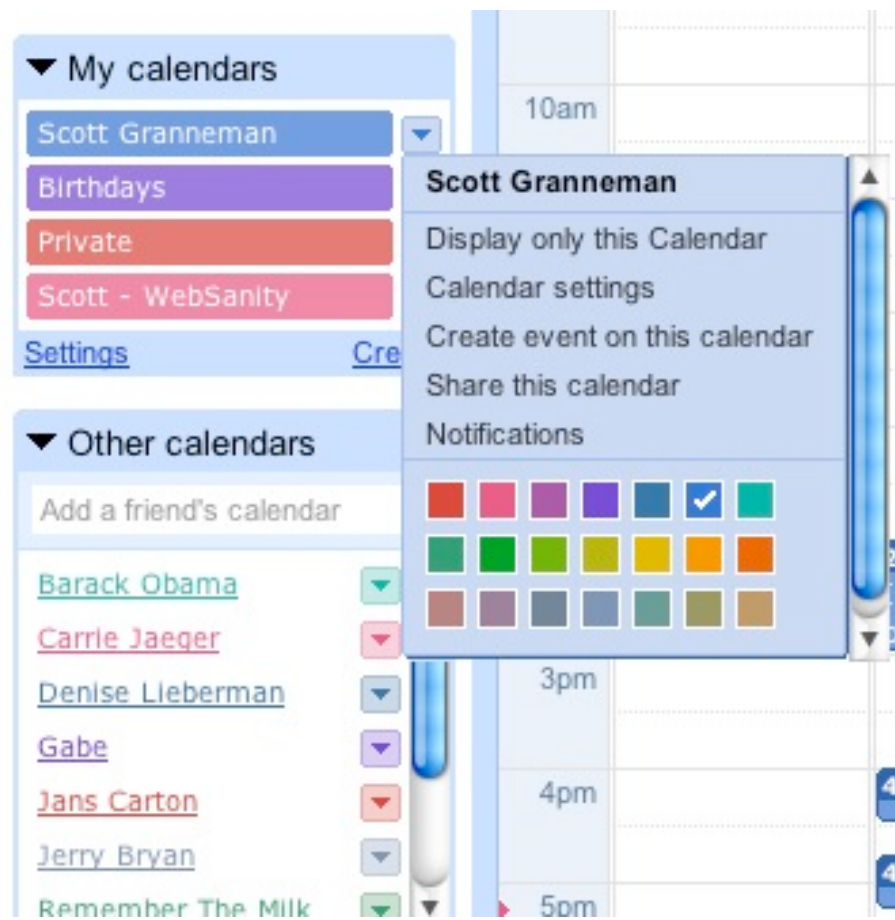 My calendars
Scott Granneman
Birthdays
Private
Scott - WebSanity
Settings
Cre
Other calendars
Add a friend's calendar
Barack Obama
Carrie Jaeger
Denise Lieberman
Gabe
Jans Carton
Jerry Bryan
Remember The Milk
Scott Granneman
Display only this Calendar
Calendar settings
Create event on this calendar
Share this calendar
Notifications
10am
3pm
4pm
5pm
4
4